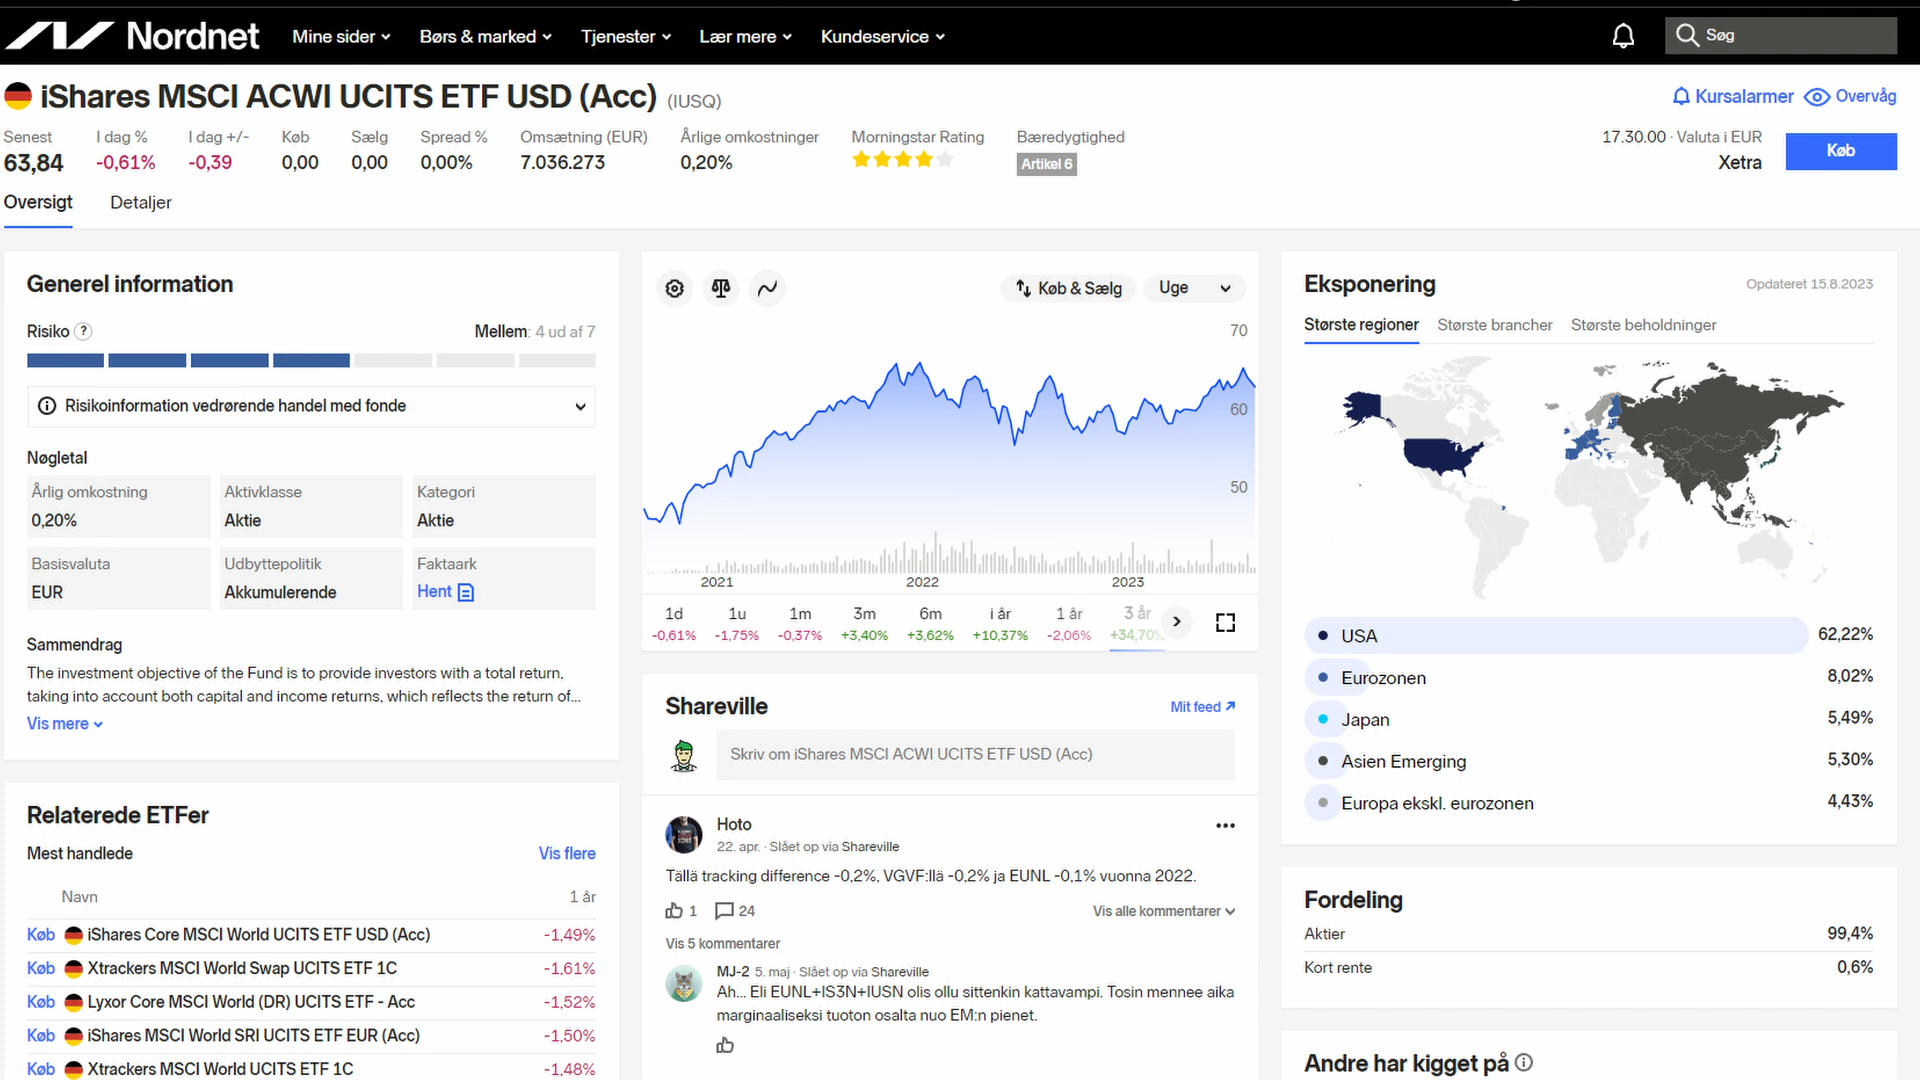 Nordnet
Mine sider
Børs & marked
Tjenester
Lær mere
Kundeservice
Søg
iShares MSCI ACWI UCITS ETF USD (Acc) (IUSQ)
Kursalarmer
Overvåg
Senest
I dag %
I dag +/-
Køb
Sælg
Spread %
Omsætning (EUR)
Årlige omkostninger
Morningstar Rating
Bæredygtighed
17.30.00 · Valuta i EUR
63,84
-0,61%
-0,39
0,00
0,00
0,00%
7.036.273
0,20%
Artikel 6
Xetra
Køb
Oversigt
Detaljer
Generel information
Risiko ?
Mellem: 4 ud af 7
Risikoinformation vedrørende handel med fonde
Nøgletal
Årlig omkostning
0,20%
Aktivklasse
Aktie
Kategori
Aktie
Basisvaluta
EUR
Udbyttepolitik
Akkumulerende
Faktaark
Hent
Sammendrag
The investment objective of the Fund is to provide investors with a total return,
taking into account both capital and income returns, which reflects the return of...
Vis mere
Relaterede ETFer
Mest handlede
Vis flere
Navn
1 år
Køb iShares Core MSCI World UCITS ETF USD (Acc) -1,49%
Køb Xtrackers MSCI World Swap UCITS ETF 1C -1,61%
Køb Lyxor Core MSCI World (DR) UCITS ETF - Acc -1,52%
Køb iShares MSCI World SRI UCITS ETF EUR (Acc) -1,50%
Køb Xtrackers MSCI World UCITS ETF 1C -1,48%
Køb & Sælg
Uge
70
60
50
2021
2022
2023
1d
1u
1m
3m
6m
i år
1 år
3 år
-0,61%
-1,75%
-0,37%
+3,40%
+3,62%
+10,37%
-2,06%
+34,70%
Shareville
Mit feed
Skriv om iShares MSCI ACWI UCITS ETF USD (Acc)
Hoto
22. apr. · Slået op via Shareville
Tällä tracking difference -0,2%, VGVF:llä -0,2% ja EUNL -0,1% vuonna 2022.
1
24
Vis alle kommentarer
Vis 5 kommentarer
MJ-2 5. maj · Slået op via Shareville
Ah... Eli EUNL+IS3N+IUSN olis ollu sittenkin kattavampi. Tosin mennee aika
marginaaliseksi tuoton osalta nuo EM:n pienet.
Eksponering
Opdateret 15.8.2023
Største regioner
Største brancher
Største beholdninger
USA 62,22%
Eurozonen 8,02%
Japan 5,49%
Asien Emerging 5,30%
Europa ekskl. eurozonen 4,43%
Fordeling
Aktier 99,4%
Kort rente 0,6%
Andre har kigget på